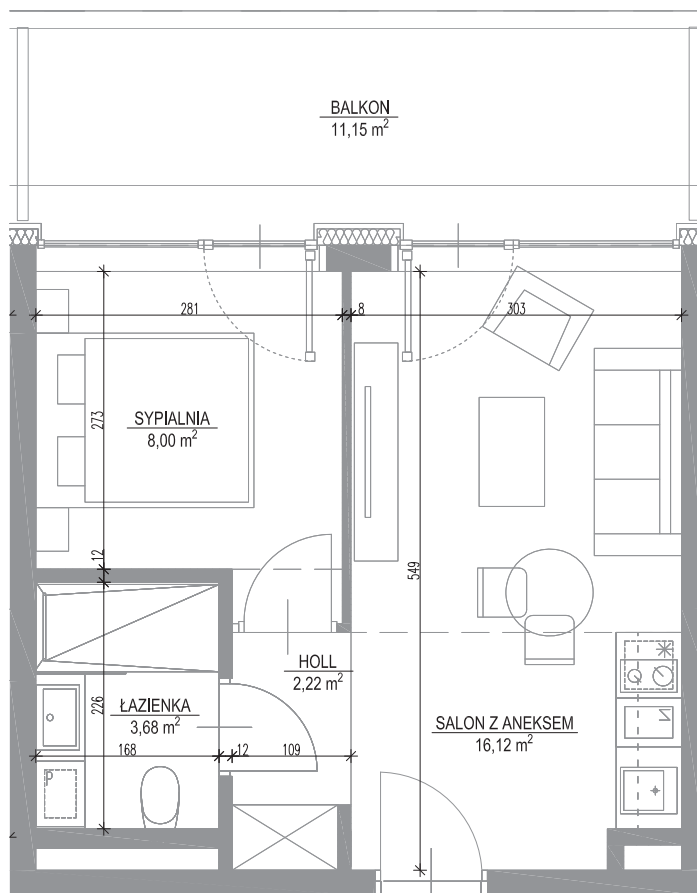 BALKON
11,15 m²
281
8
303
273
SYPIALNIA
8,00 m²
12
549
HOLL
2,22 m²
226
ŁAZIENKA
3,68 m²
SALON Z ANEKSEM
16,12 m²
168
12
109
N